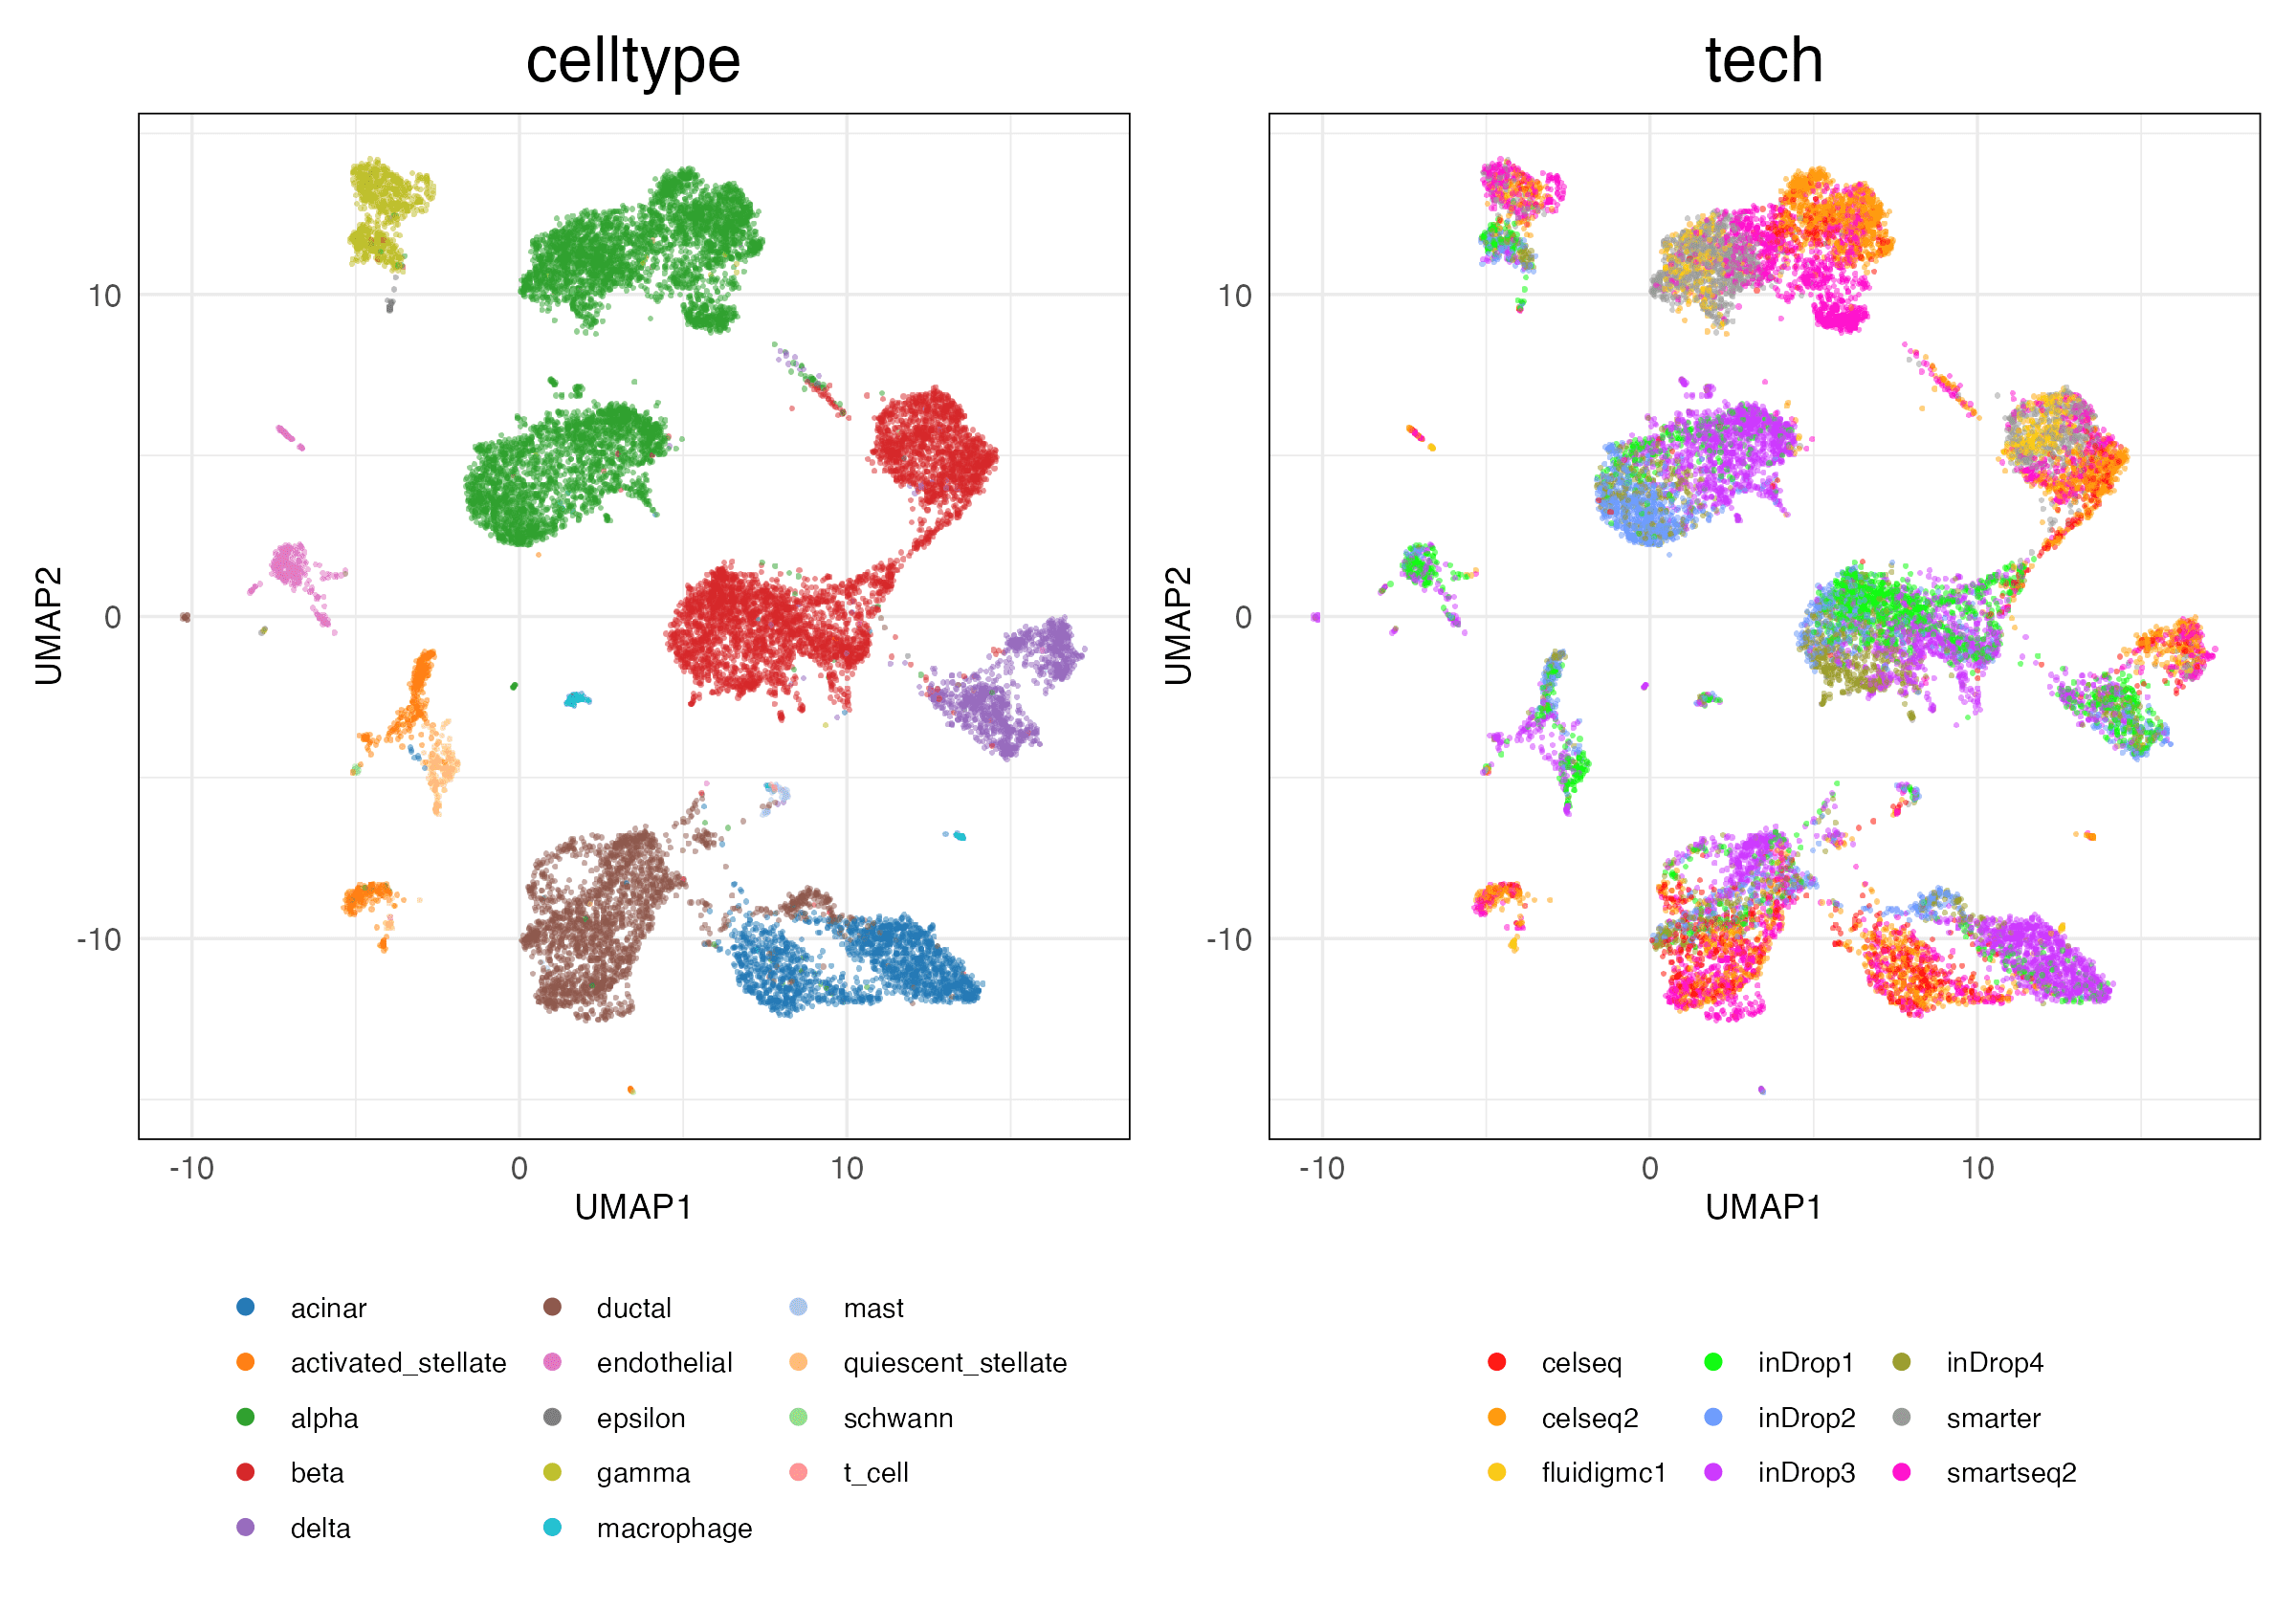 celltype
tech
UMAP2
10
0
-10
-10
0
10
UMAP1
UMAP2
10
0
-10
-10
0
10
UMAP1
acinar
activated_stellate
alpha
beta
delta
ductal
endothelial
epsilon
gamma
macrophage
mast
quiescent_stellate
schwann
t_cell
celseq
celseq2
fluidigmc1
inDrop1
inDrop2
inDrop3
inDrop4
smarter
smartseq2